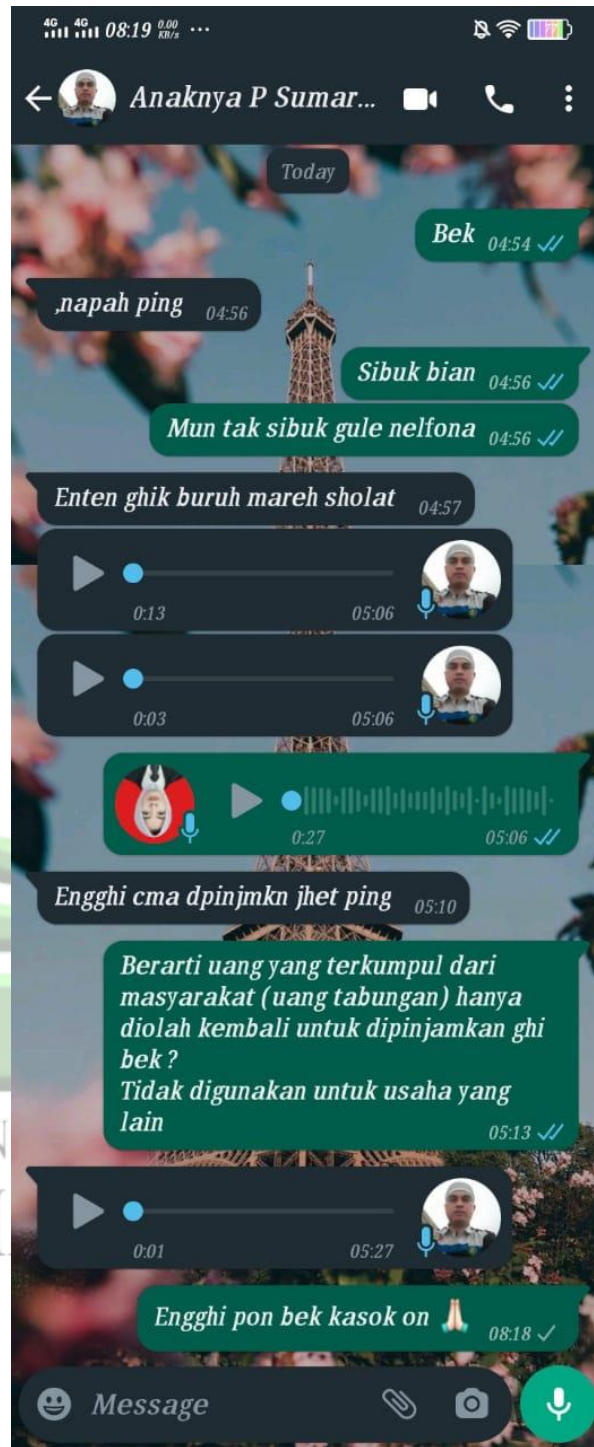 4G 4G 08:19 0.00 KB/s ...
77
Anaknya P Sumar...
Today
Bek 04:54
,napah ping 04:56
Sibuk bian 04:56
Mun tak sibuk gule nelfona 04:56
Enten ghik buruh mareh sholat 04:57
0:13 05:06
0:03 05:06
0:27 05:06
Engghi cma dpinjmkn jhet ping 05:10
Berarti uang yang terkumpul dari
masyarakat (uang tabungan) hanya
diolah kembali untuk dipinjamkan ghi
bek ?
Tidak digunakan untuk usaha yang
lain 05:13
0:01 05:27
Engghi pon bek kasok on 🙏🏻 08:18
Message